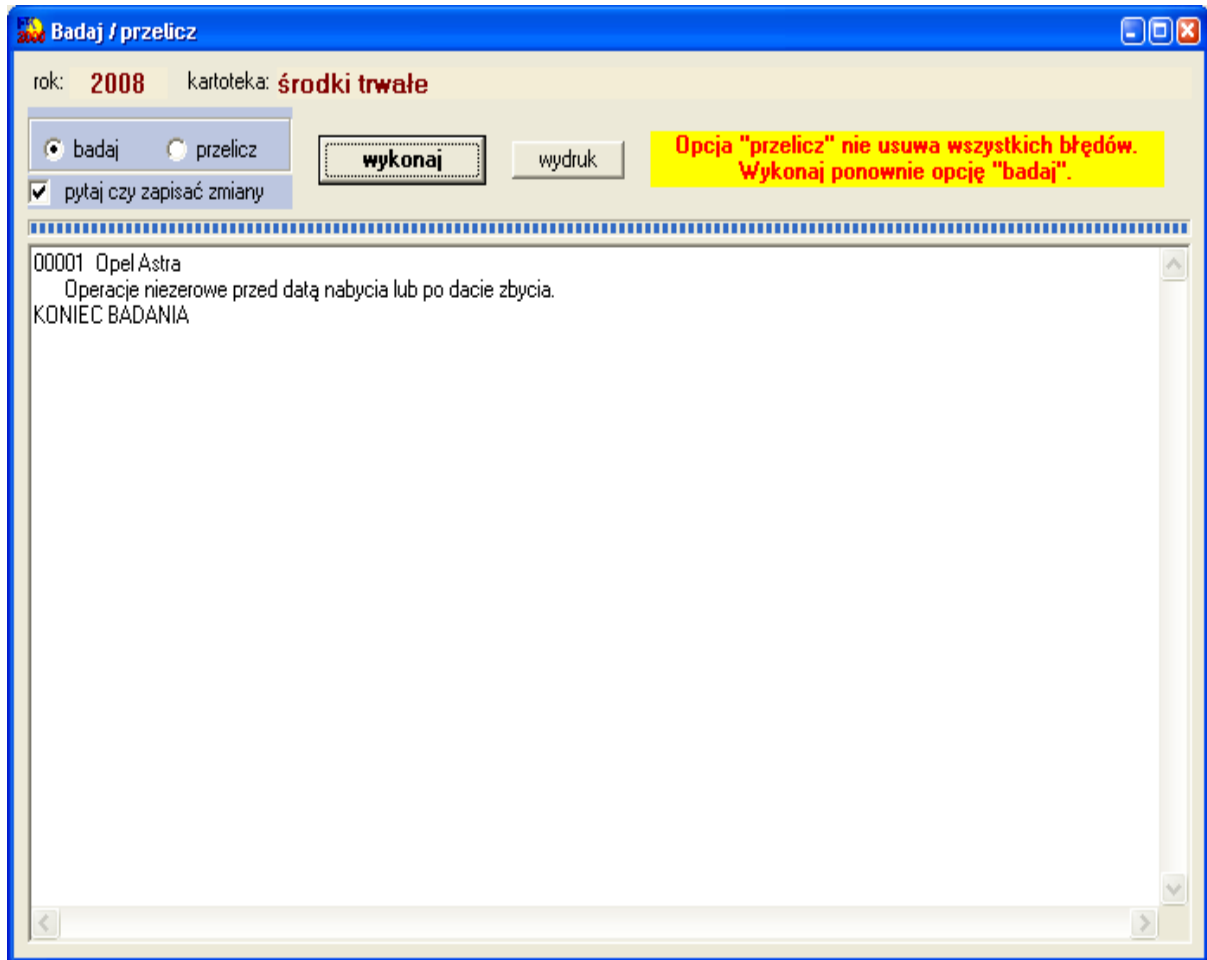 Badaj / przelicz
rok: 2008 kartoteka: środki trwałe
badaj przelicz wykonaj wydruk
Opcja "przelicz" nie usuwa wszystkich błędów.
Wykonaj ponownie opcję "badaj".
pytaj czy zapisać zmiany
00001 Opel Astra
Operacje niezerowe przed datą nabycia lub po dacie zbycia.
KONIEC BADANIA